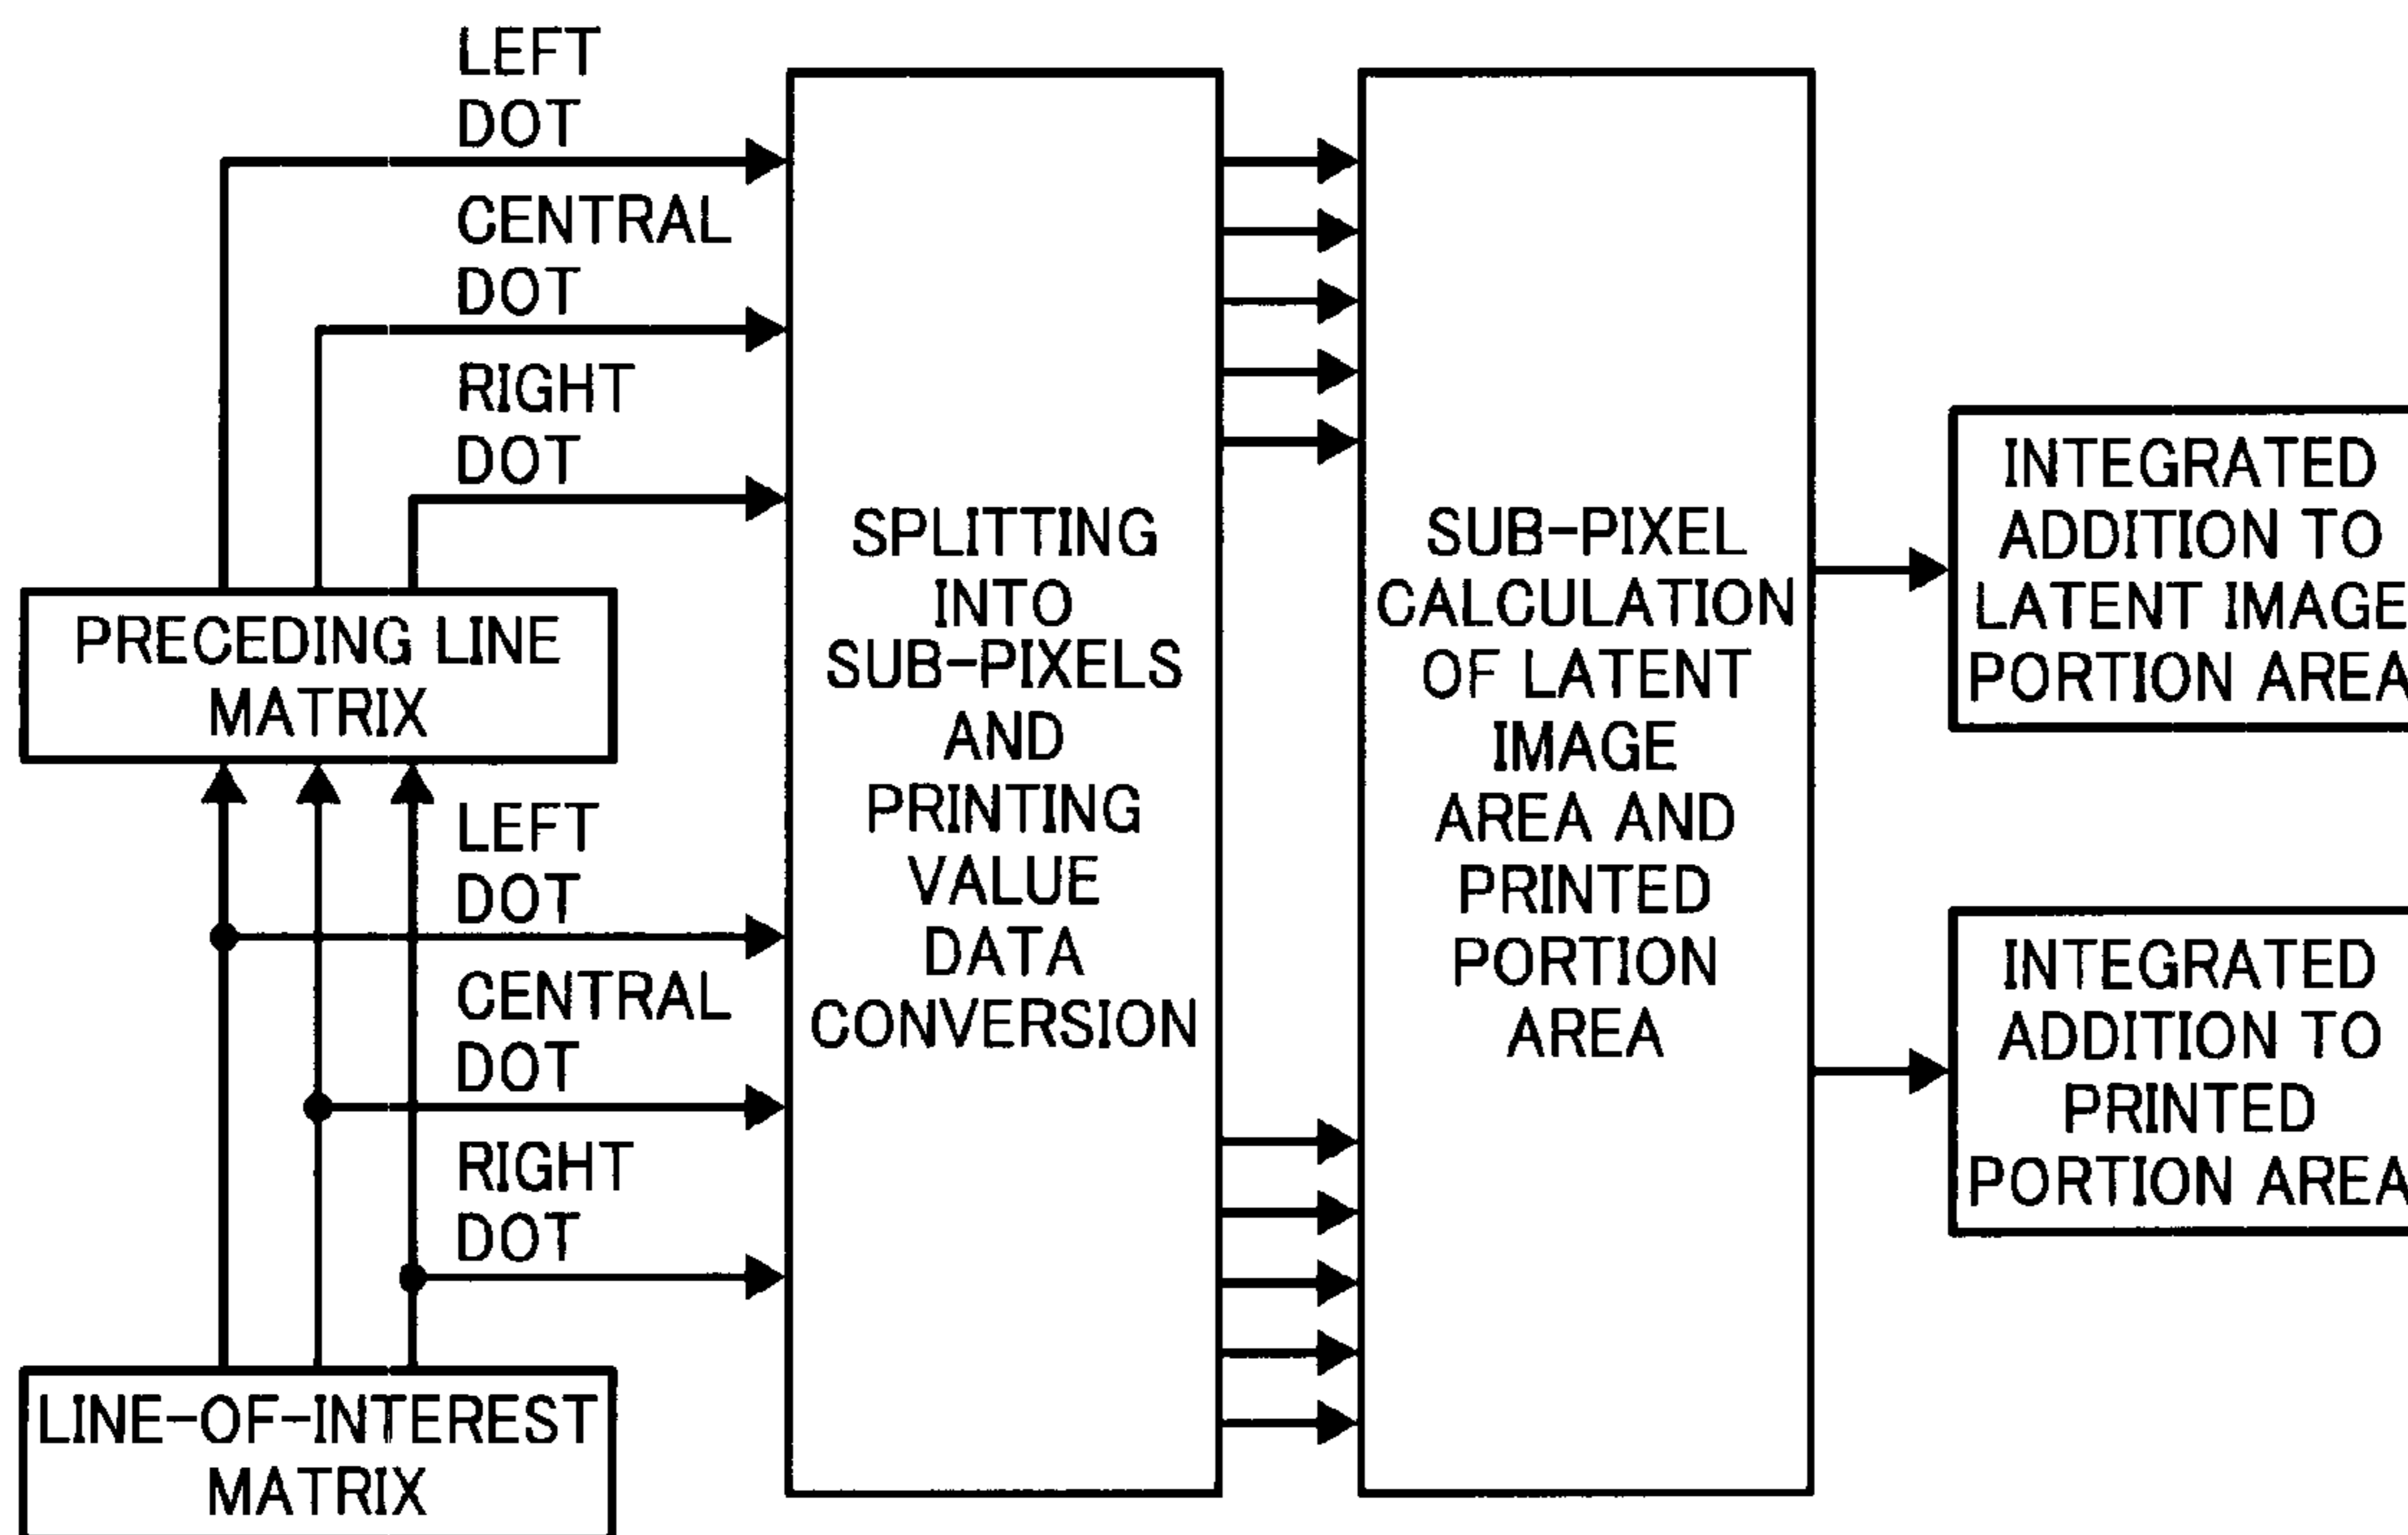 LEFT
DOT
CENTRAL
DOT
RIGHT
DOT
PRECEDING LINE
MATRIX
LEFT
DOT
CENTRAL
DOT
RIGHT
DOT
LINE-OF-INTEREST
MATRIX
SPLITTING
INTO
SUB-PIXELS
AND
PRINTING
VALUE
DATA
CONVERSION
SUB-PIXEL
CALCULATION
OF LATENT
IMAGE
AREA AND
PRINTED
PORTION
AREA
INTEGRATED
ADDITION TO
LATENT IMAGE
PORTION AREA
INTEGRATED
ADDITION TO
PRINTED
PORTION AREA